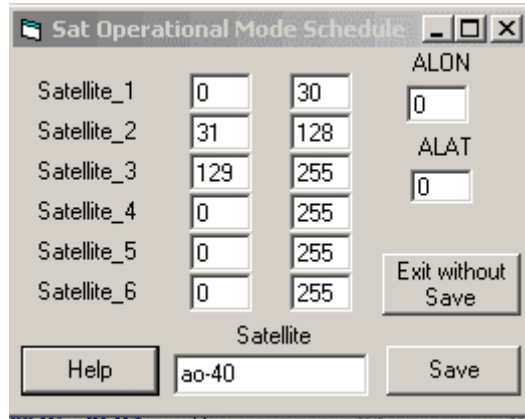 Sat Operational Mode Schedule
ALON
Satellite_1 0 30 0
Satellite_2 31 128
ALAT
Satellite_3 129 255 0
Satellite_4 0 255
Satellite_5 0 255
Satellite_6 0 255
Exit without
Save
Satellite
Help ao-40 Save